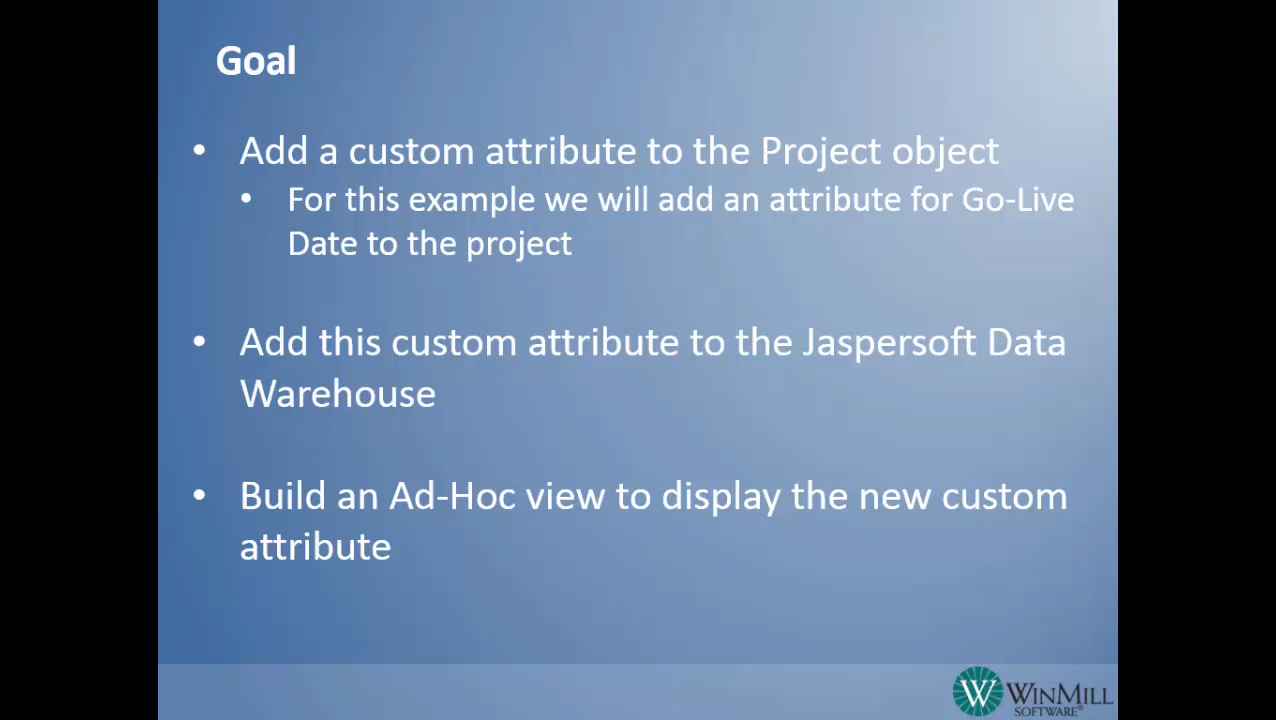 Goal
• Add a custom attribute to the Project object
• For this example we will add an attribute for Go-Live
Date to the project
• Add this custom attribute to the Jaspersoft Data
Warehouse
• Build an Ad-Hoc view to display the new custom
attribute
W WINMILL
SOFTWARE®